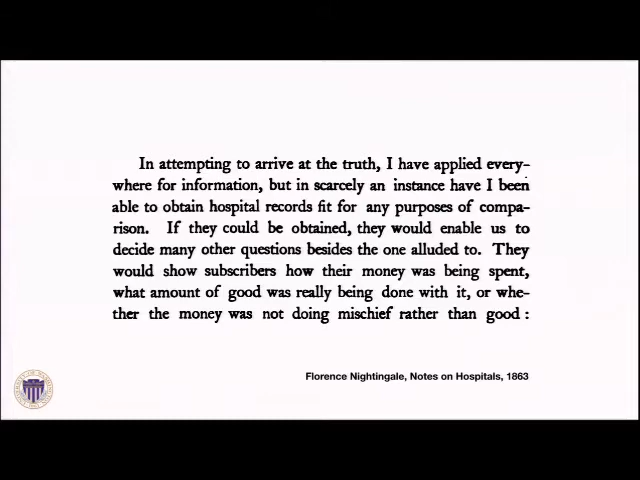 In attempting to arrive at the truth, I have applied every-
where for information, but in scarcely an instance have I been
able to obtain hospital records fit for any purposes of compa-
rison. If they could be obtained, they would enable us to
decide many other questions besides the one alluded to. They
would show subscribers how their money was being spent,
what amount of good was really being done with it, or whe-
ther the money was not doing mischief rather than good :
Florence Nightingale, Notes on Hospitals, 1863